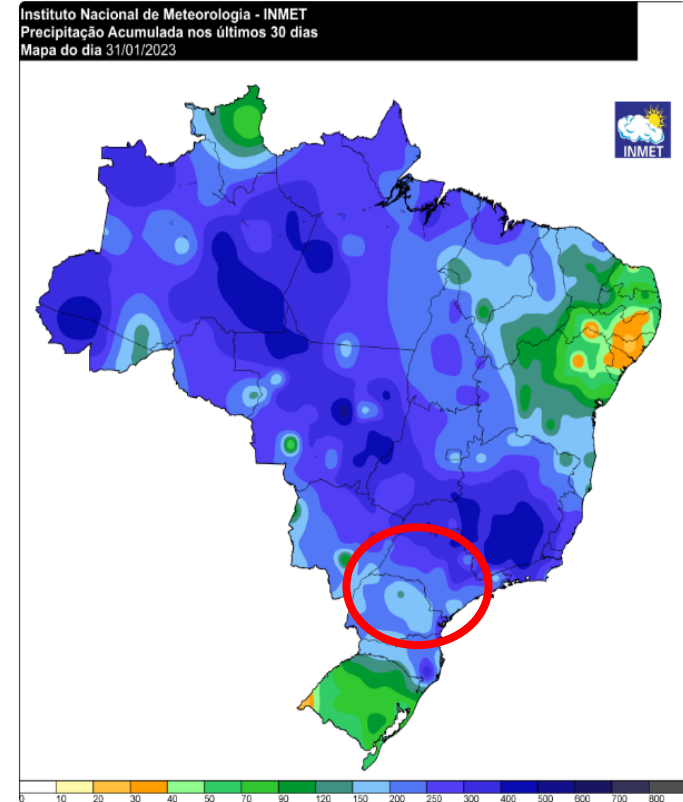 Instituto Nacional de Meteorologia - INMET
Precipitação Acumulada nos últimos 30 dias
Mapa do dia 31/01/2023
INMET
0 10 20 30 40 50 70 90 120 150 200 250 300 400 500 600 700 800